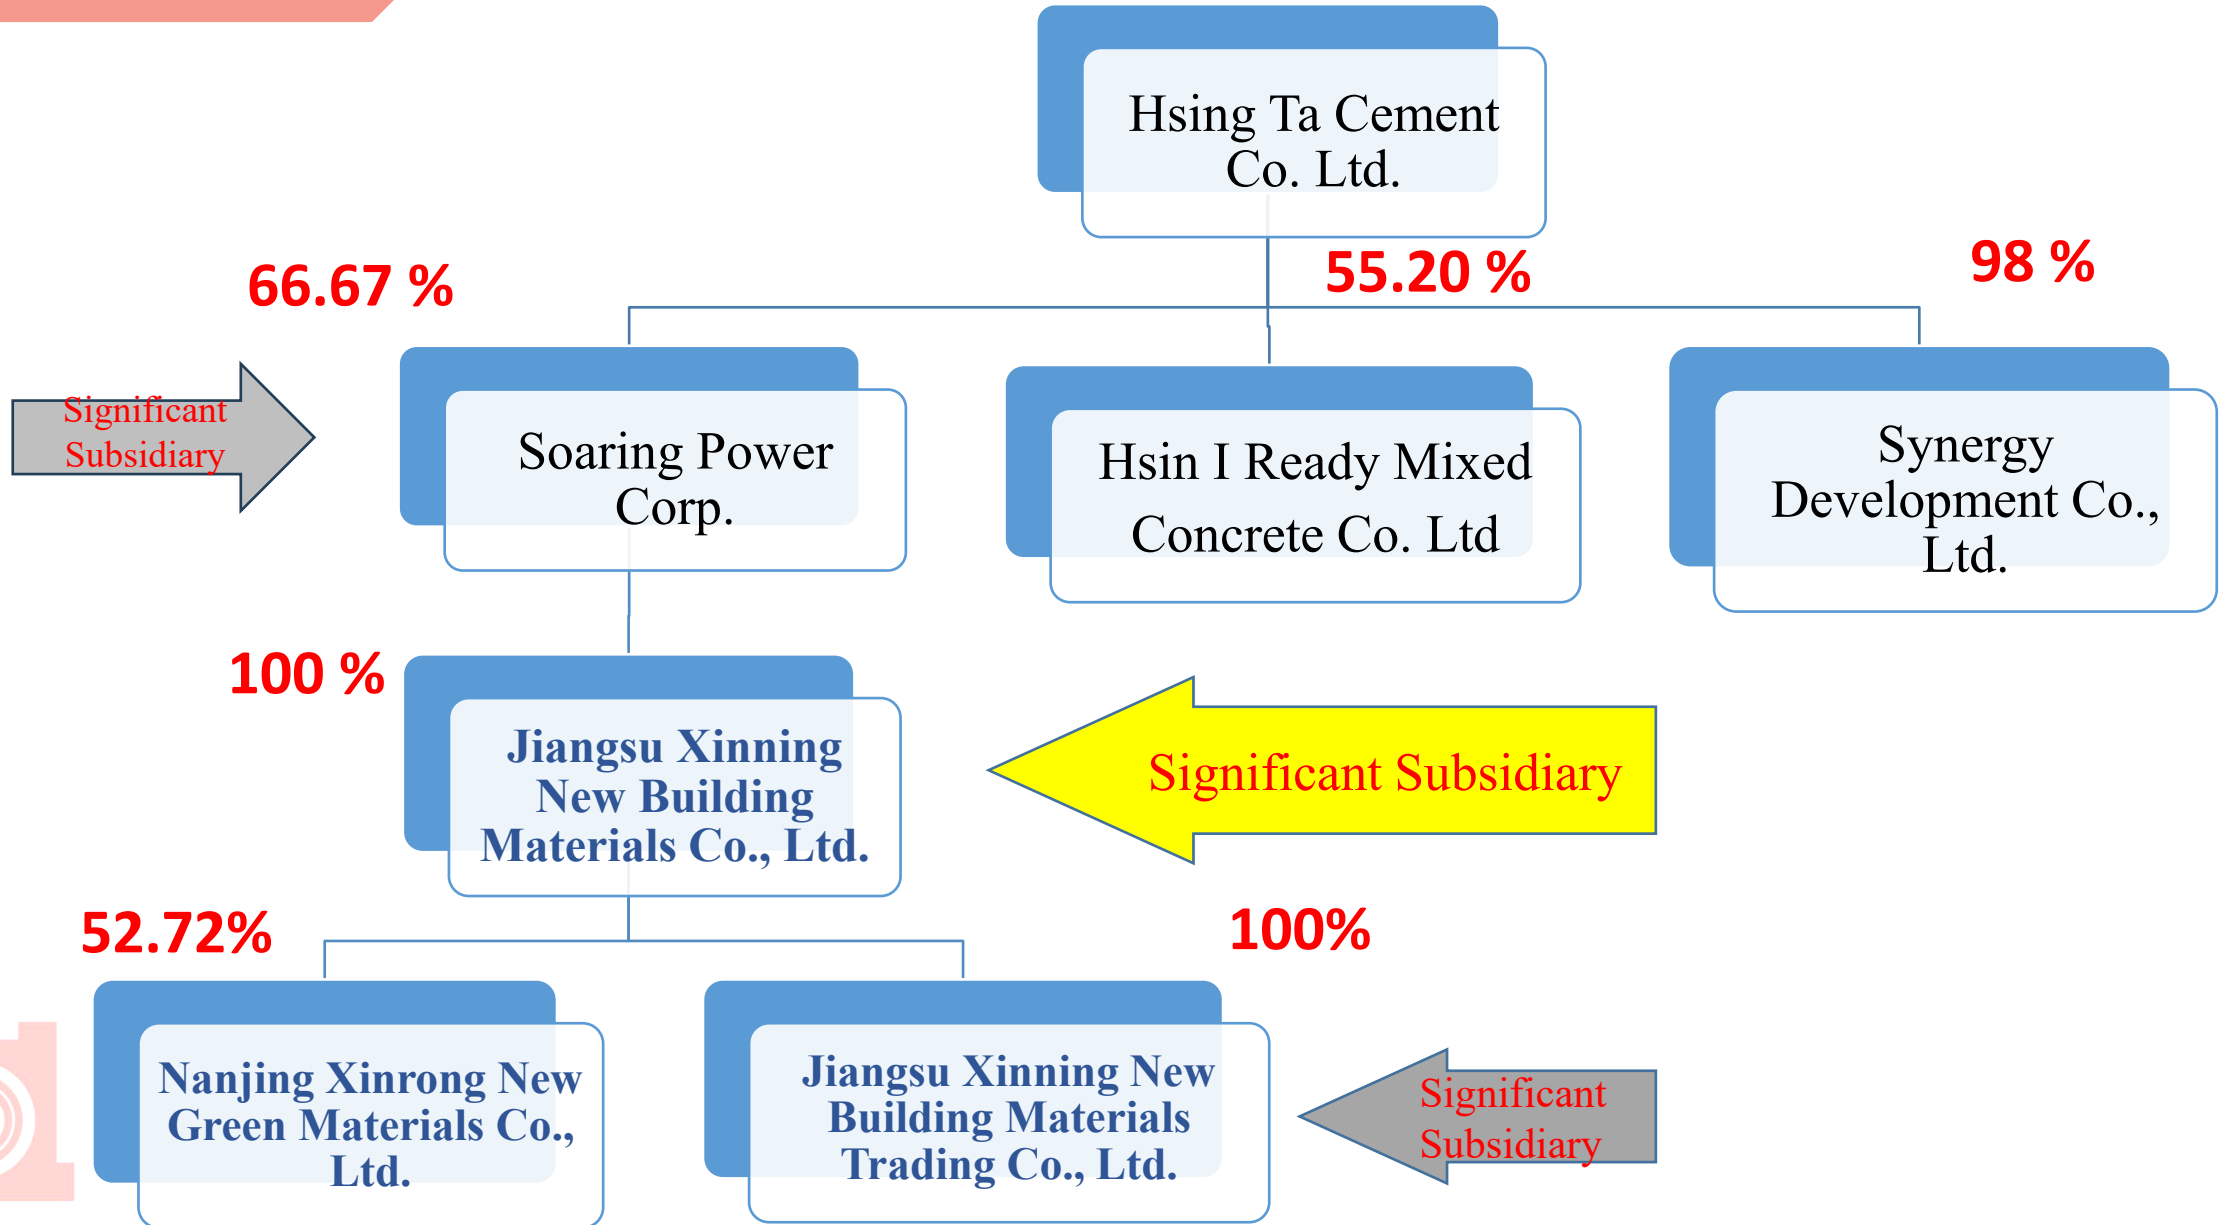 Hsing Ta Cement
Co. Ltd.
66.67 %
55.20 %
98 %
Significant
Subsidiary
Soaring Power
Corp.
Hsin I Ready Mixed
Concrete Co. Ltd
Synergy
Development Co.,
Ltd.
100 %
Jiangsu Xinning
New Building
Materials Co., Ltd.
Significant Subsidiary
52.72%
100%
Nanjing Xinrong New
Green Materials Co.,
Ltd.
Jiangsu Xinning New
Building Materials
Trading Co., Ltd.
Significant
Subsidiary